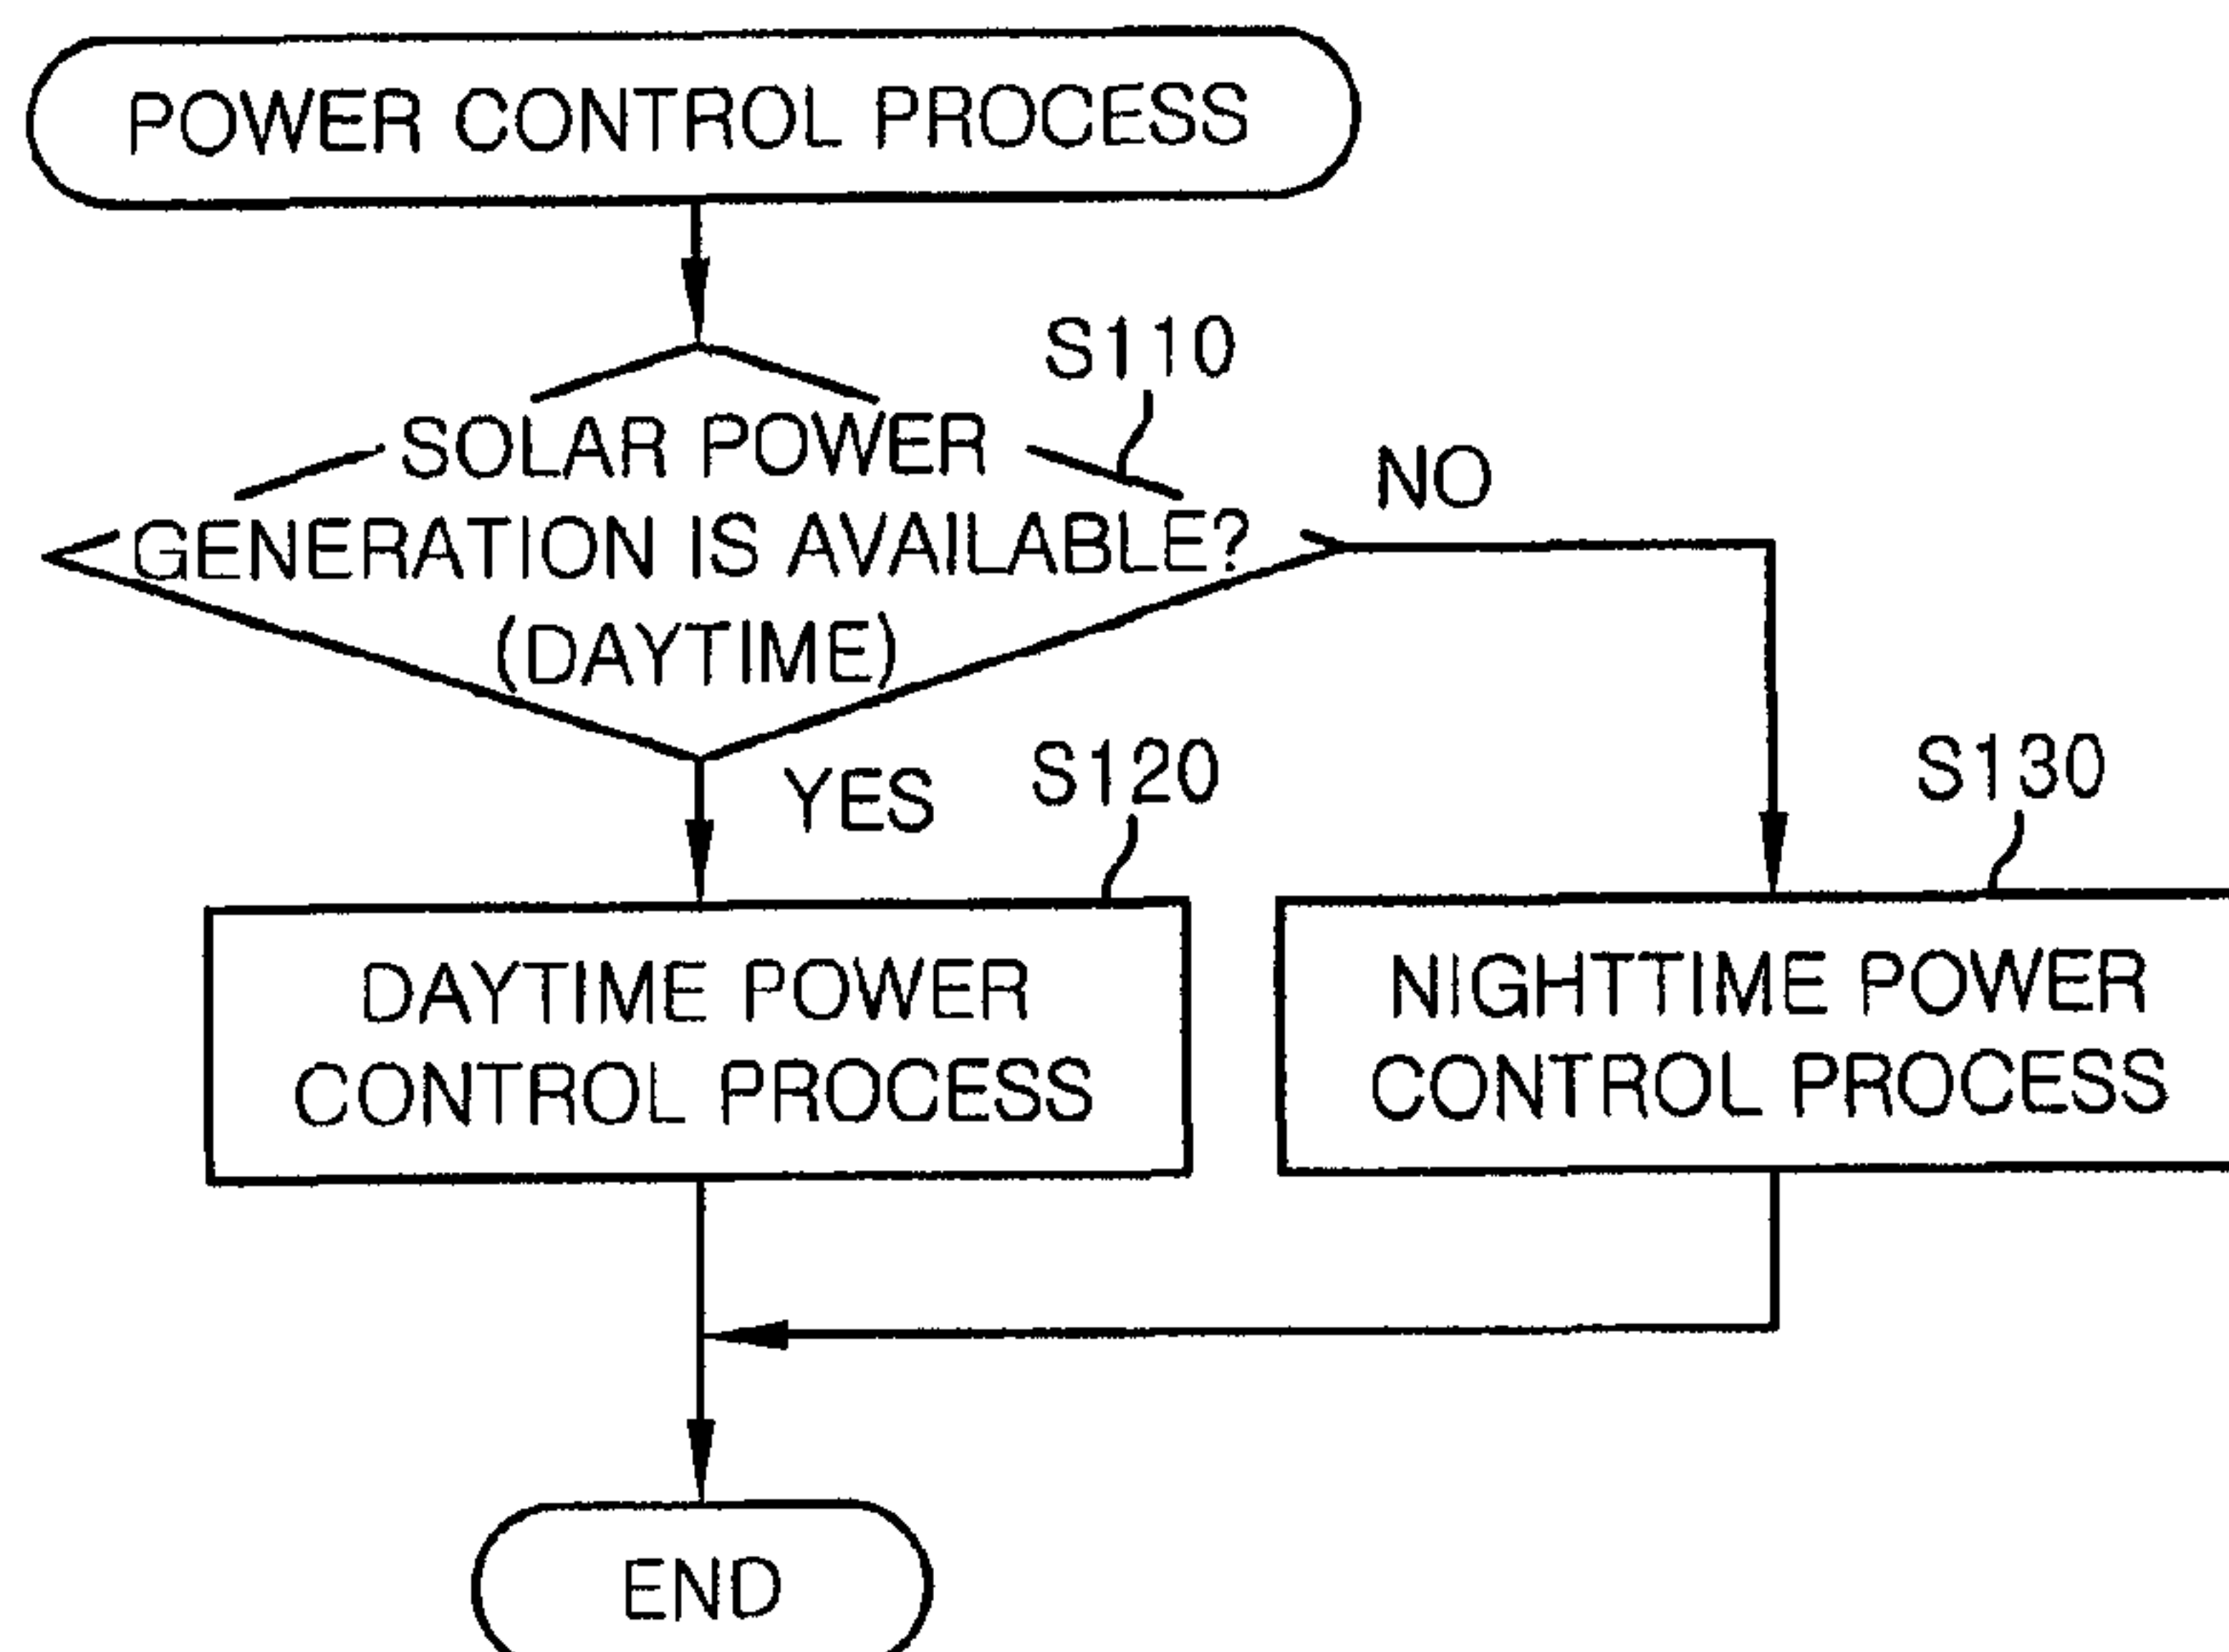 POWER CONTROL PROCESS
S110
SOLAR POWER
GENERATION IS AVAILABLE?
(DAYTIME)
NO
YES
S120
S130
DAYTIME POWER
CONTROL PROCESS
NIGHTTIME POWER
CONTROL PROCESS
END